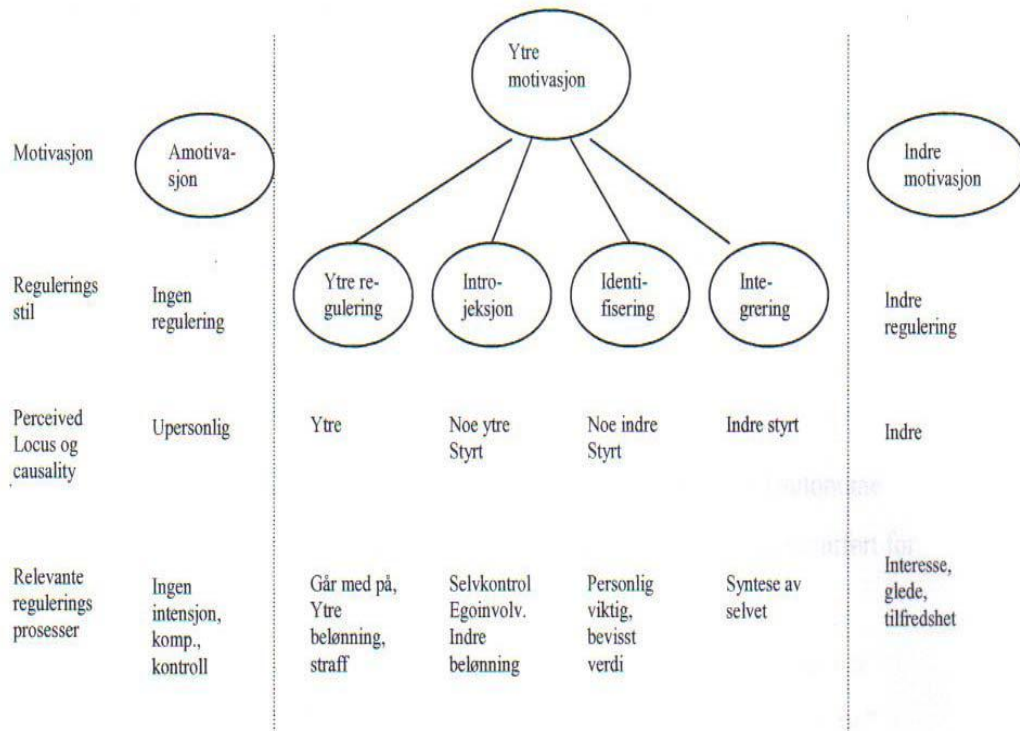 Ytre
motivasjon
Motivasjon
Amotiva-
sjon
Indre
motivasjon
Regulerings
stil
Ingen
regulering
Ytre re-
gulering
Intro-
jeksjon
Identi-
fisering
Inte-
grering
Indre
regulering
Perceived
Locus og
causality
Upersonlig
Ytre
Noe ytre
Styrt
Noe indre
Styrt
Indre styrt
Indre
Relevante
regulerings
prosesser
Ingen
intensjon,
komp.,
kontroll
Går med på,
Ytre
belønning,
straff
Selvkontrol
Egoinvolv.
Indre
belønning
Personlig
viktig,
bevisst
verdi
Syntese av
selvet
Interesse,
glede,
tilfredshet